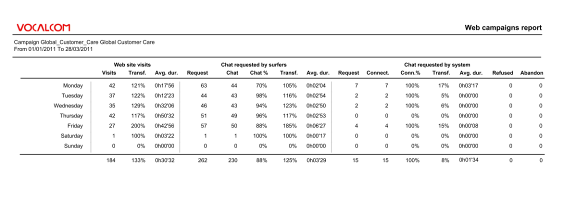 VOCALCOM Web campaigns report
Campaign Global_Customer_Care Global Customer Care
From 01/01/2011 To 28/03/2011
Web site visits Chat requested by surfers Chat requested by system
Visits Transf. Avg. dur. Request Chat Chat % Transf. Avg. dur. Request Connect. Conn.% Transf. Avg. dur. Refused Abandon
Monday 42 121% 0h17'56 63 44 70% 105% 0h02'04 7 7 100% 17% 0h03'17 0 0
Tuesday 37 122% 0h12'23 44 43 98% 116% 0h02'54 2 2 100% 5% 0h00'00 0 0
Wednesday 35 129% 0h32'06 46 43 94% 123% 0h02'50 2 2 100% 6% 0h00'00 0 0
Thursday 42 117% 0h50'32 51 49 96% 117% 0h02'53 0 0 0% 0% 0h00'00 0 0
Friday 27 200% 0h42'56 57 50 88% 185% 0h06'27 4 4 100% 15% 0h00'08 0 0
Saturday 1 100% 0h03'22 1 1 100% 100% 0h00'17 0 0 0% 0% 0h00'00 0 0
Sunday 0 0% 0h00'00 0 0 0% 0% 0h00'00 0 0 0% 0% 0h00'00 0 0
184 133% 0h30'32 262 230 88% 125% 0h03'29 15 15 100% 8% 0h01'34 0 0